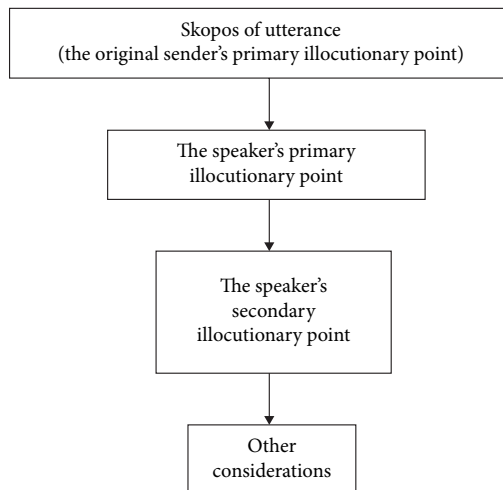 Skopos of utterance
(the original sender’s primary illocutionary point)
The speaker’s primary
illocutionary point
The speaker’s
secondary
illocutionary point
Other
considerations